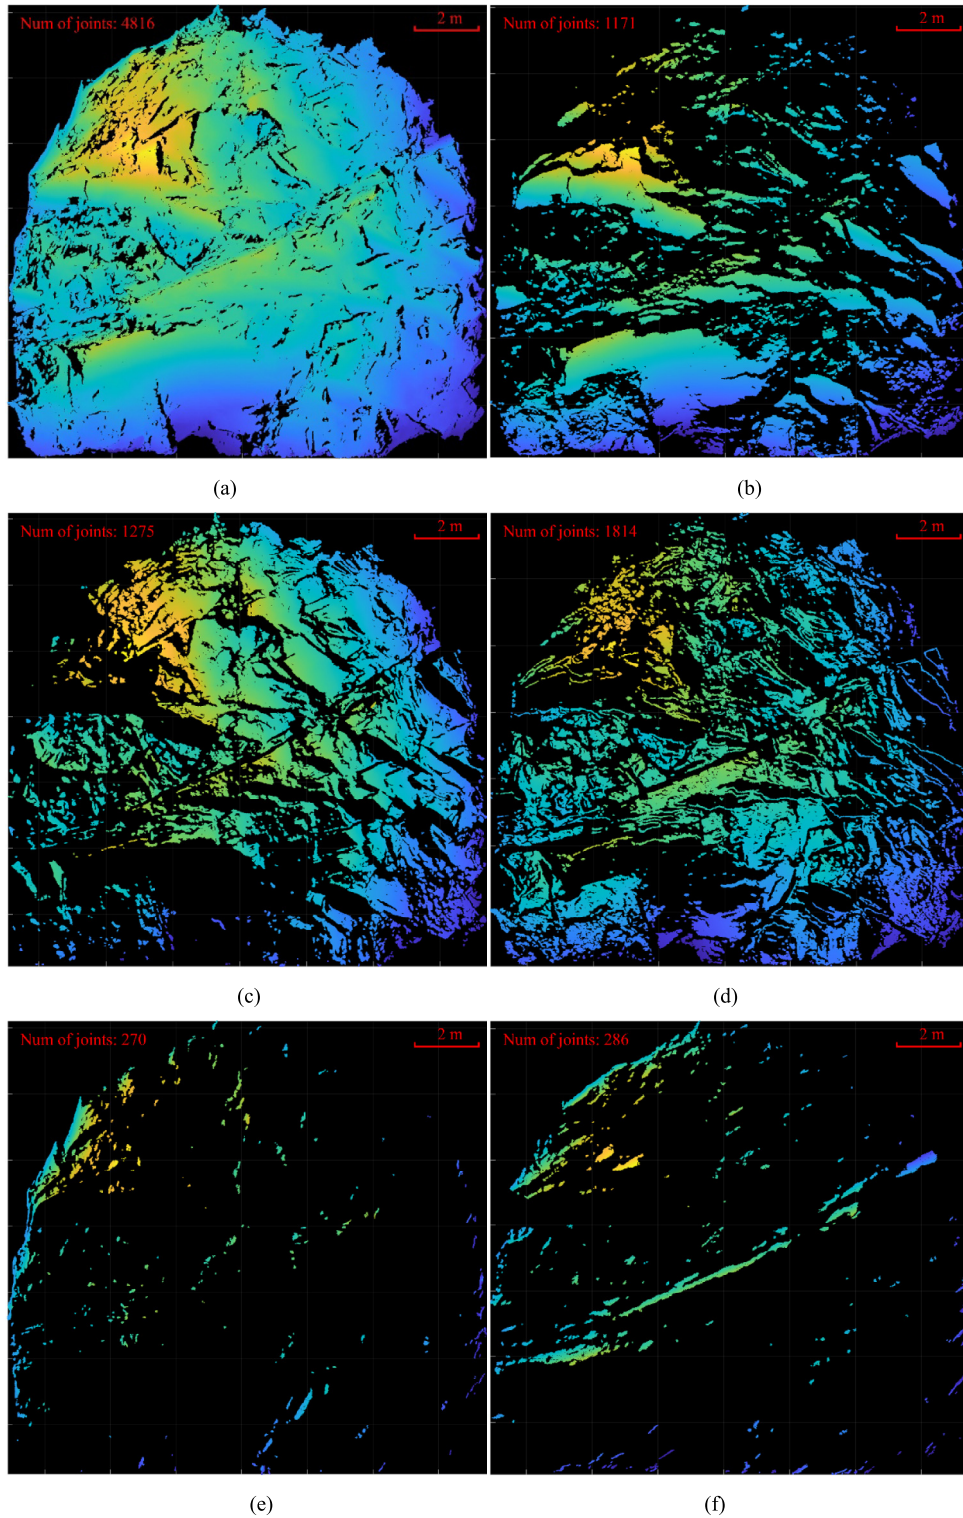 Num of joints: 4816
2 m
Num of joints: 1171
2 m
(a)
(b)
Num of joints: 1275
2 m
Num of joints: 1814
2 m
(c)
(d)
Num of joints: 270
2 m
Num of joints: 286
2 m
(e)
(f)